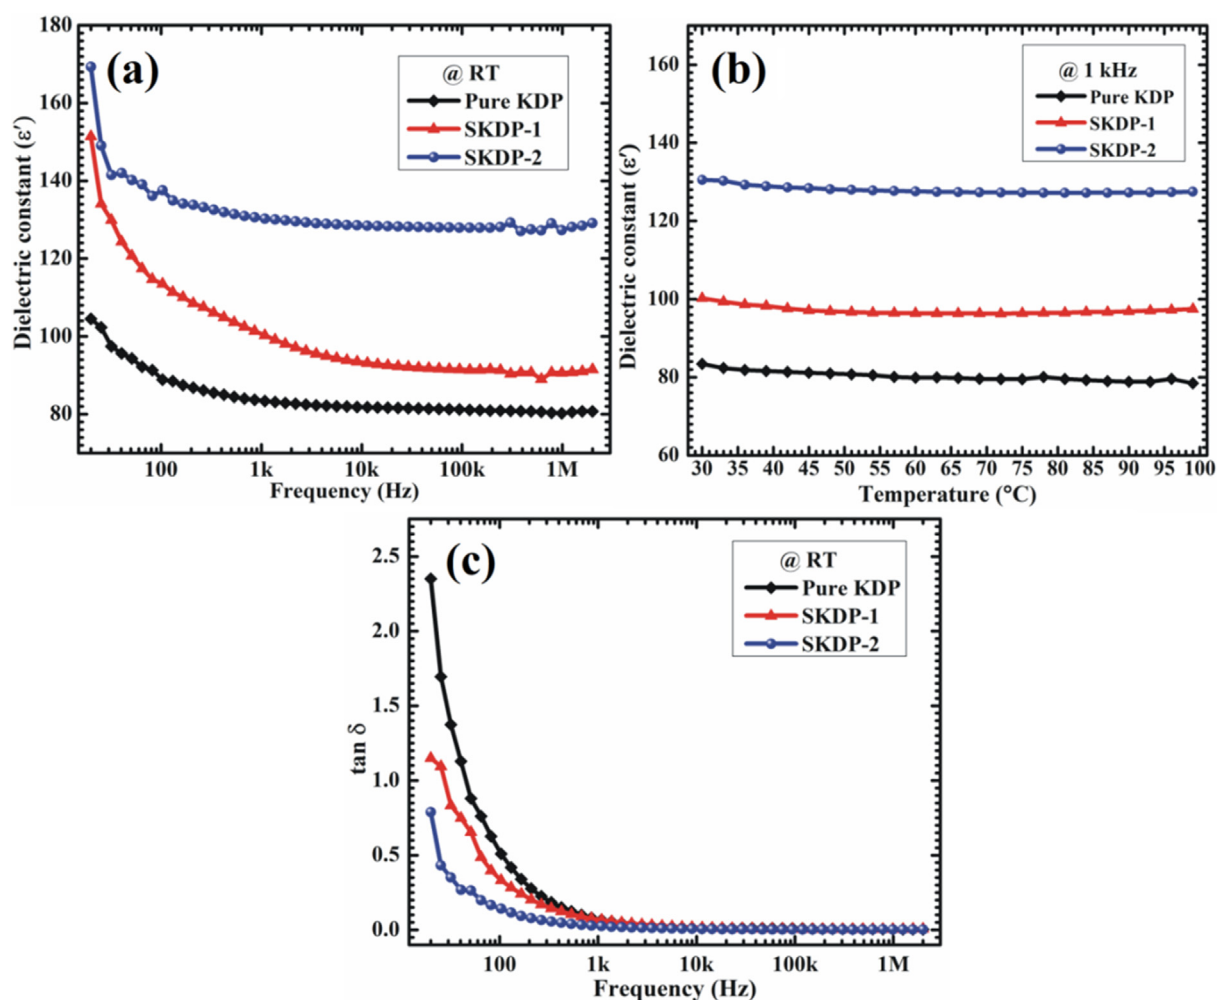 (a)
@ RT
Pure KDP
SKDP-1
SKDP-2
Dielectric constant (ε′)
180
160
140
120
100
80
100 1k 10k 100k 1M
Frequency (Hz)
(b)
@ 1 kHz
Pure KDP
SKDP-1
SKDP-2
Dielectric constant (ε′)
160
140
120
100
80
60
30 35 40 45 50 55 60 65 70 75 80 85 90 95 100
Temperature (°C)
(c)
@ RT
Pure KDP
SKDP-1
SKDP-2
tan δ
2.5
2.0
1.5
1.0
0.5
0.0
100 1k 10k 100k 1M
Frequency (Hz)